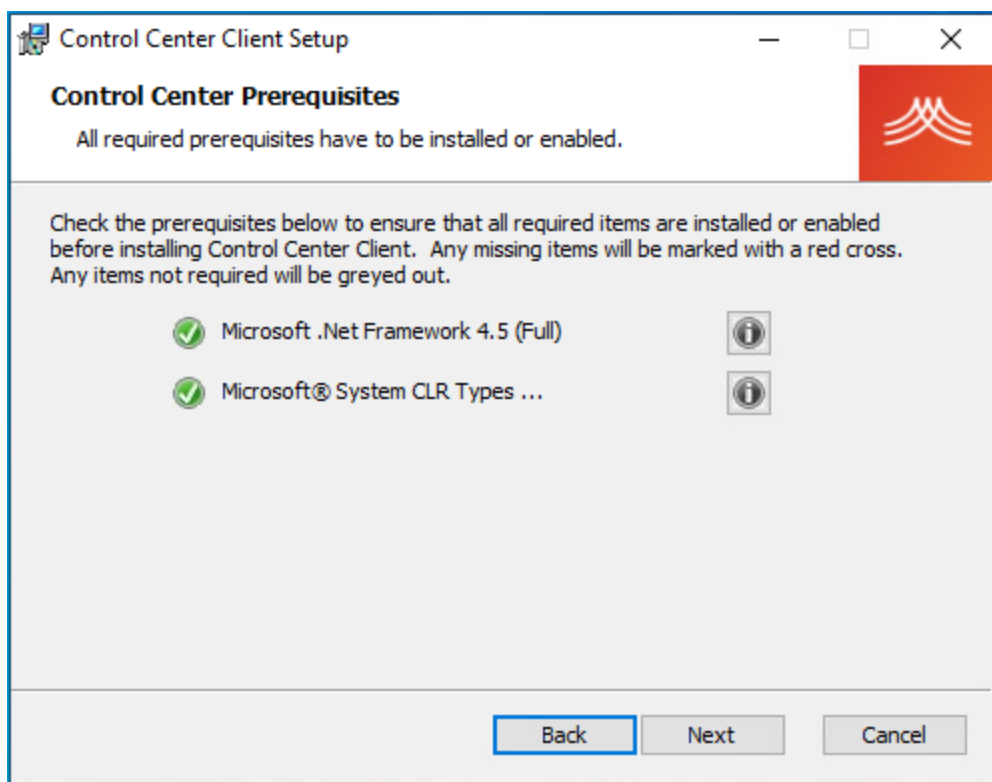 Control Center Client Setup
Control Center Prerequisites
All required prerequisites have to be installed or enabled.
Check the prerequisites below to ensure that all required items are installed or enabled
before installing Control Center Client.  Any missing items will be marked with a red cross.
Any items not required will be greyed out.
Microsoft .Net Framework 4.5 (Full)
Microsoft® System CLR Types ...
Back Next Cancel